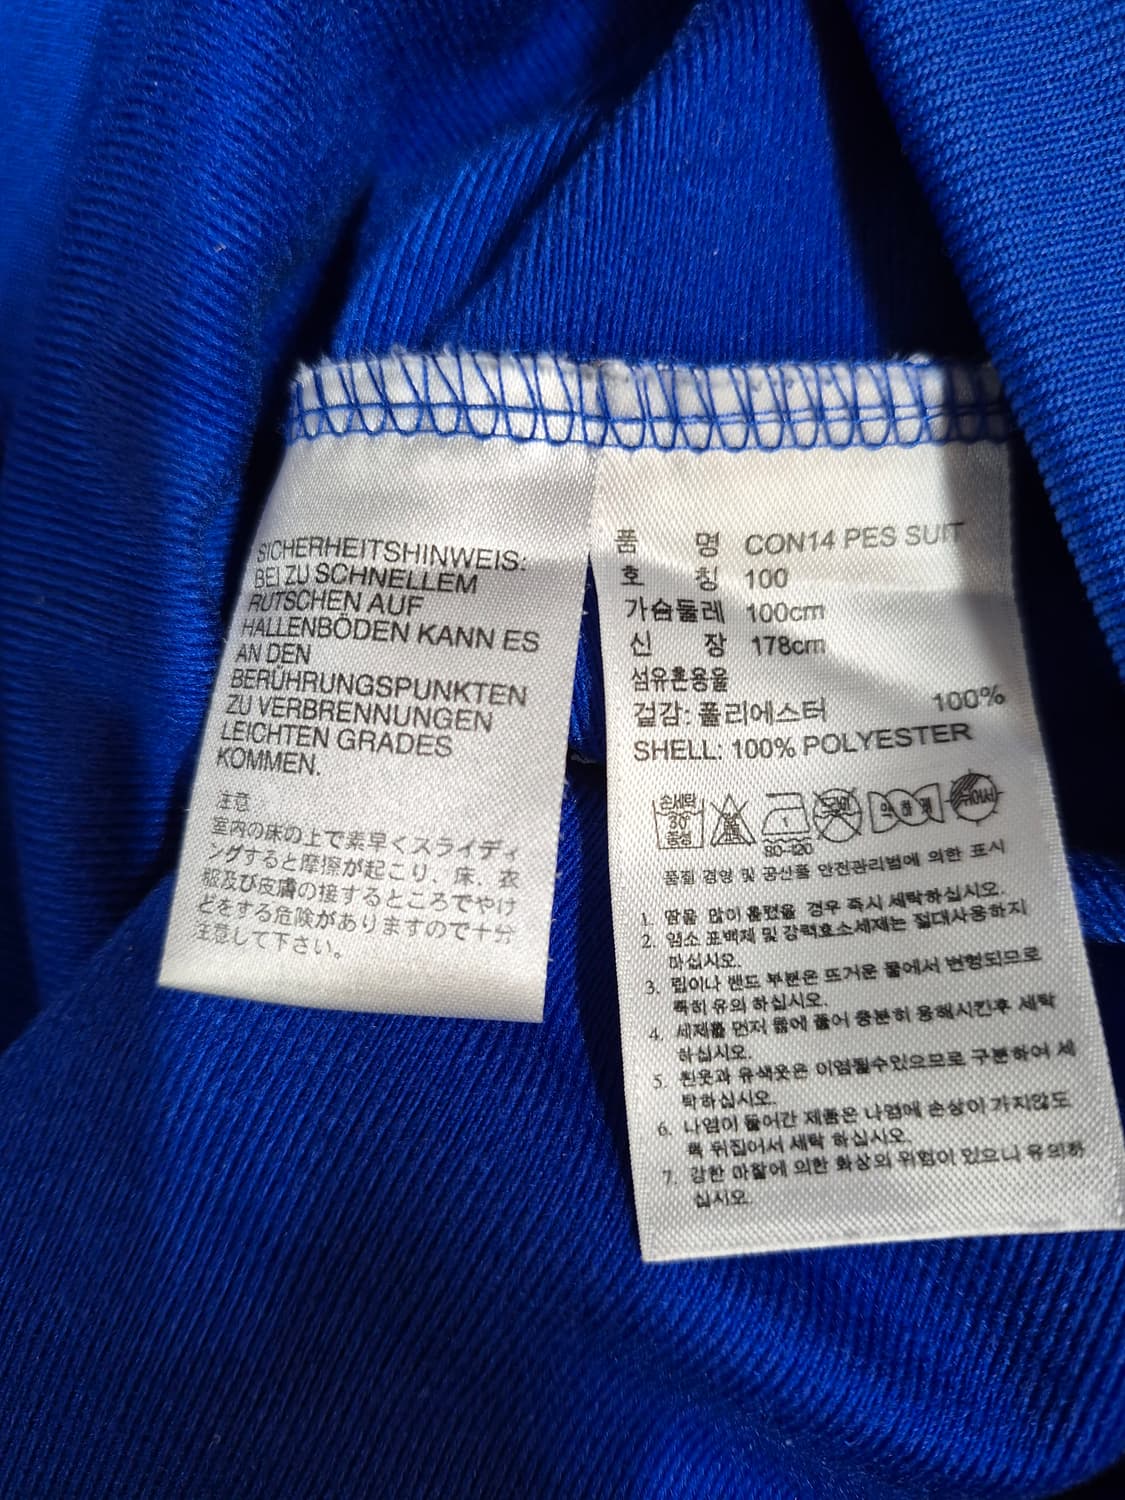 SICHERHEITSHINWEIS:
BEI ZU SCHNELLEM
RUTSCHEN AUF
HALLENBÖDEN KANN ES
AN DEN
BERÜHRUNGSPUNKTEN
ZU VERBRENNUNGEN
LEICHTEN GRADES
KOMMEN.
注意
室内の床の上で素早くスライディ
ングすると摩擦が起こり、床、衣
服及び皮膚の接するところでやけ
どをする危険がありますので十分
注意して下さい。
품 명 CON14 PES SUIT
호 칭 100
가슴둘레 100cm
신 장 178cm
섬유혼용율
겉감: 폴리에스터 100%
SHELL: 100% POLYESTER
손세탁
30
중성
80-120
품질 경영 및 공산품 안전관리법에 의한 표시
1. 땀을 많이 흘렸을 경우 즉시 세탁하십시오.
2. 염소 표백제 및 강력효소세제는 절대사용하지
마십시오.
3. 립이나 밴드 부분은 뜨거운 물에서 변형되므로
특히 유의 하십시오.
4. 세제를 먼저 물에 풀어 충분히 용해시킨후 세탁
하십시오.
5. 흰옷과 유색옷은 이염될수있으므로 구분하여 세
탁하십시오.
6. 나염이 들어간 제품은 나염에 손상이 가지않도
록 뒤집어서 세탁 하십시오.
7. 강한 마찰에 의한 화상의 위험이 있으니 유의하
십시오.